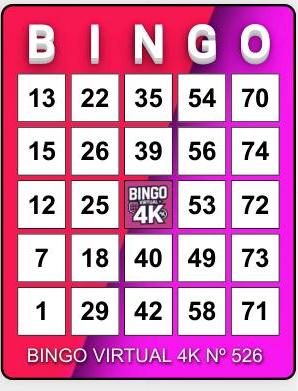 B I N G O
13 22 35 54 70
15 26 39 56 74
12 25 BINGO VIRTUAL 4K 53 72
7 18 40 49 73
1 29 42 58 71
BINGO VIRTUAL 4K Nº 526